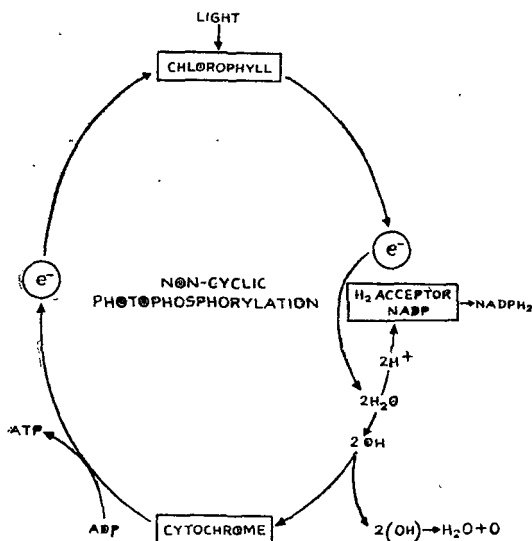 LIGHT
CHLOROPHYLL
e⁻
e⁻
NON-CYCLIC
PHOTOPHOSPHORYLATION
H₂ ACCEPTOR
NADP
→NADPH₂
2H⁺
2H₂O
2 OH
ATP
ADP
CYTOCHROME
2(OH)→H₂O+O